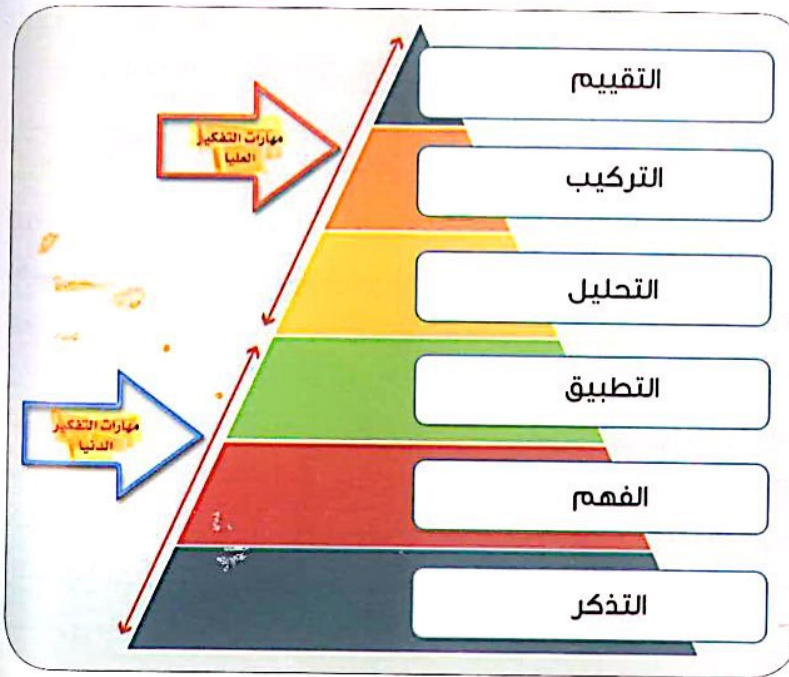 التقييم
مهارات التفكير
العليا
التركيب
التحليل
التطبيق
مهارات التفكير
الدنيا
الفهم
التذكر